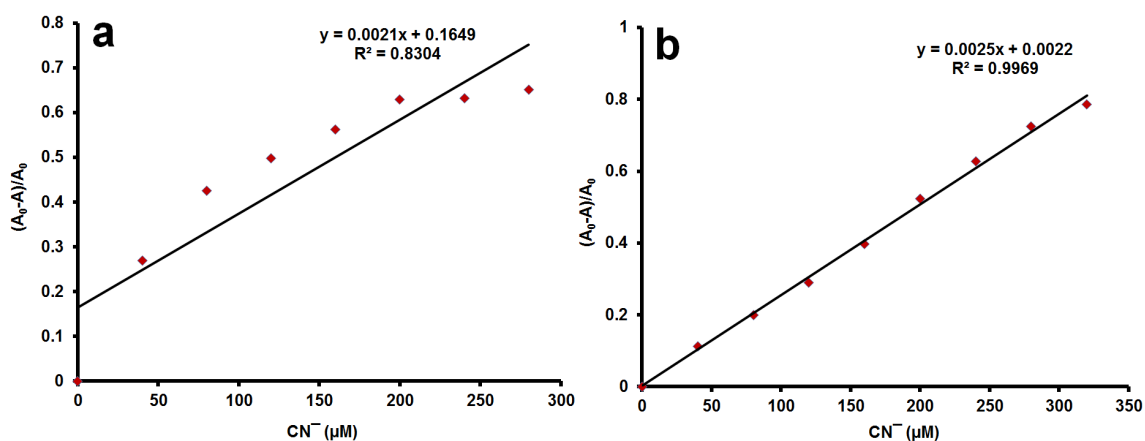 a
y = 0.0021x + 0.1649
R² = 0.8304
(A₀-A)/A₀
0.8
0.7
0.6
0.5
0.4
0.3
0.2
0.1
0
0 50 100 150 200 250 300
CN⁻ (µM)
b
y = 0.0025x + 0.0022
R² = 0.9969
(A₀-A)/A₀
1
0.8
0.6
0.4
0.2
0
0 50 100 150 200 250 300 350
CN⁻ (µM)